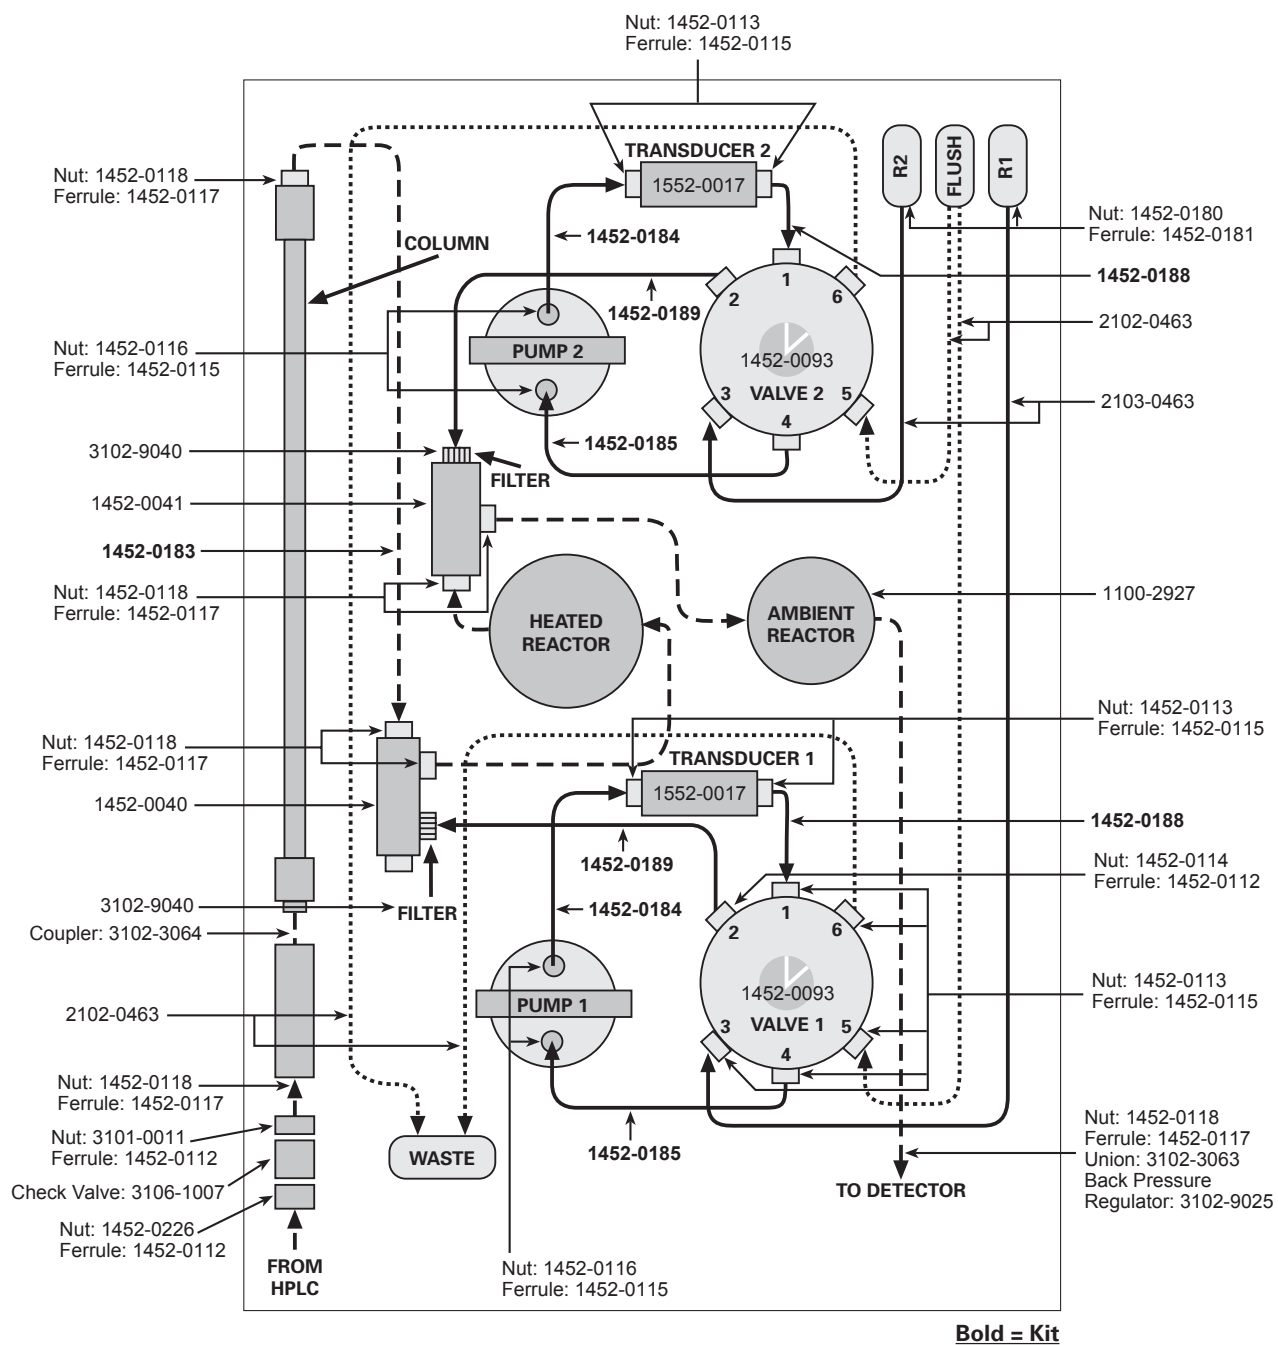 Nut: 1452-0113
Ferrule: 1452-0115
TRANSDUCER 2
1552-0017
R2
FLUSH
R1
Nut: 1452-0118
Ferrule: 1452-0117
Nut: 1452-0180
Ferrule: 1452-0181
COLUMN
1452-0184
1452-0188
1
2
6
1452-0189
2102-0463
Nut: 1452-0116
Ferrule: 1452-0115
PUMP 2
1452-0093
3
VALVE 2
5
4
2103-0463
1452-0185
3102-9040
FILTER
1452-0041
1452-0183
Nut: 1452-0118
Ferrule: 1452-0117
HEATED
REACTOR
AMBIENT
REACTOR
1100-2927
Nut: 1452-0113
Ferrule: 1452-0115
Nut: 1452-0118
Ferrule: 1452-0117
TRANSDUCER 1
1552-0017
1452-0040
1452-0188
1452-0189
Nut: 1452-0114
Ferrule: 1452-0112
3102-9040
FILTER
1452-0184
1
2
6
Coupler: 3102-3064
Nut: 1452-0113
Ferrule: 1452-0115
1452-0093
PUMP 1
3
VALVE 1
5
4
2102-0463
Nut: 1452-0118
Ferrule: 1452-0117
Nut: 3101-0011
Ferrule: 1452-0112
WASTE
1452-0185
Nut: 1452-0118
Ferrule: 1452-0117
Union: 3102-3063
Back Pressure
Regulator: 3102-9025
TO DETECTOR
Check Valve: 3106-1007
Nut: 1452-0226
Ferrule: 1452-0112
FROM
HPLC
Nut: 1452-0116
Ferrule: 1452-0115
Bold = Kit